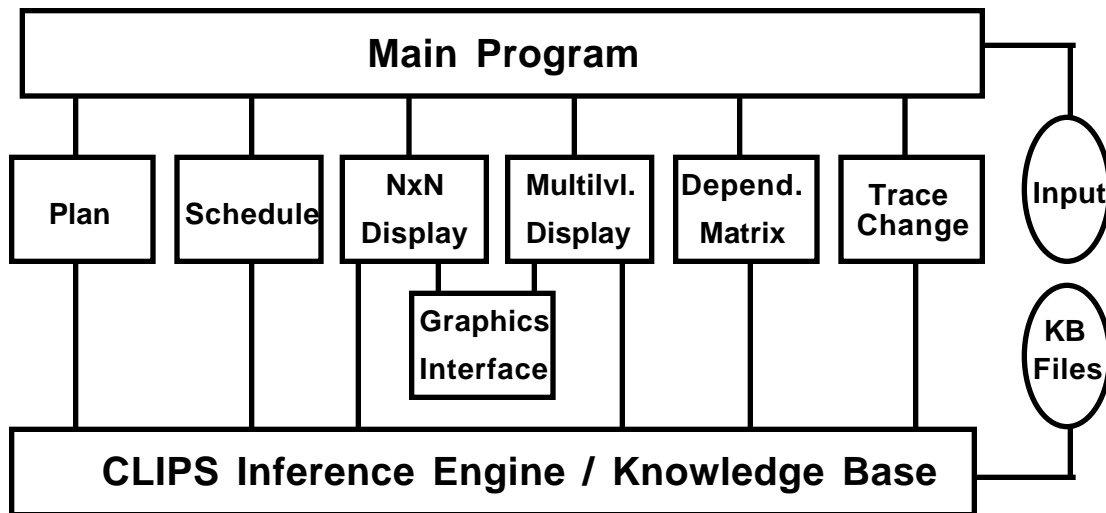 Main Program
Plan
Schedule
NxN
Display
Multilvl.
Display
Depend.
Matrix
Trace
Change
Input
Graphics
Interface
KB
Files
CLIPS Inference Engine / Knowledge Base